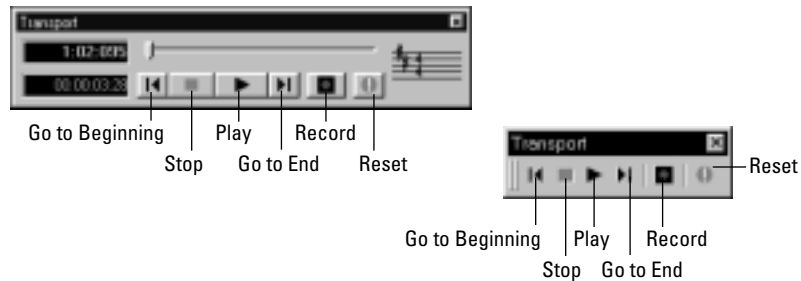 Transport
1:02:095
00:00:03:28
Go to Beginning Play Record
Stop Go to End Reset
Transport
Reset
Go to Beginning Play Record
Stop Go to End